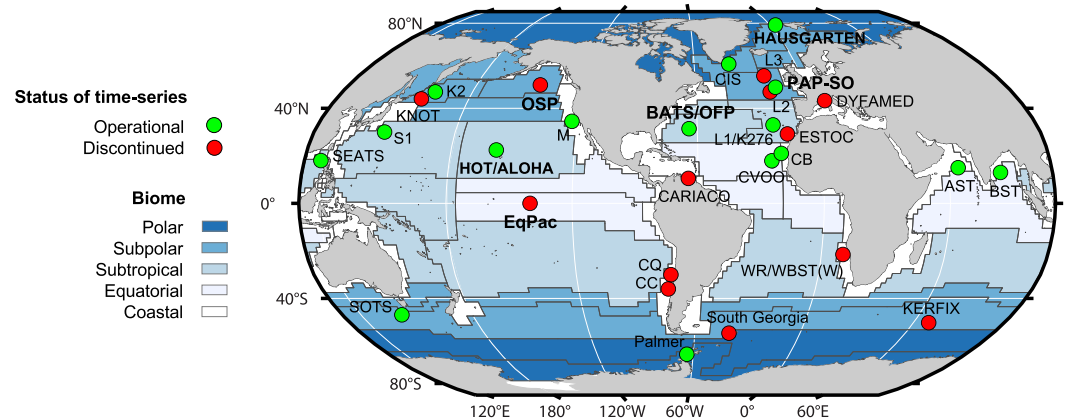 80°N
HAUSGARTEN
L3
CIS
PAP-SO
Status of time-series
K2
OSP
DYFAMED
40°N
KNOT
BATS/OFP
L2
Operational
M
L1/K276
ESTOC
Discontinued
S1
SEATS
HOT/ALOHA
CB
CVOO
AST
BST
Biome
CARIACO
0°
Polar
EqPac
Subpolar
Subtropical
CQ
WR/WBST(W)
Equatorial
CCI
40°S
SOTS
KERFIX
Coastal
South Georgia
Palmer
80°S
120°E
180°
120°W
60°W
0°
60°E